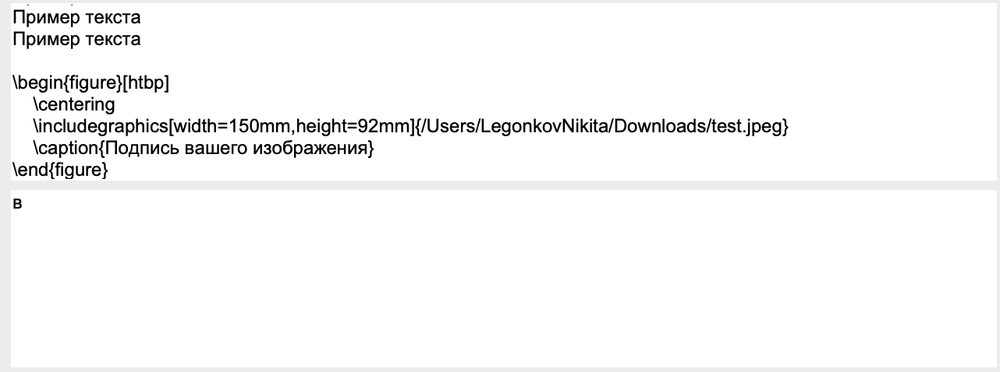 Пример текста
Пример текста
\begin{figure}[htbp]
\centering
\includegraphics[width=150mm,height=92mm]{/Users/LegonkovNikita/Downloads/test.jpeg}
\caption{Подпись вашего изображения}
\end{figure}
в